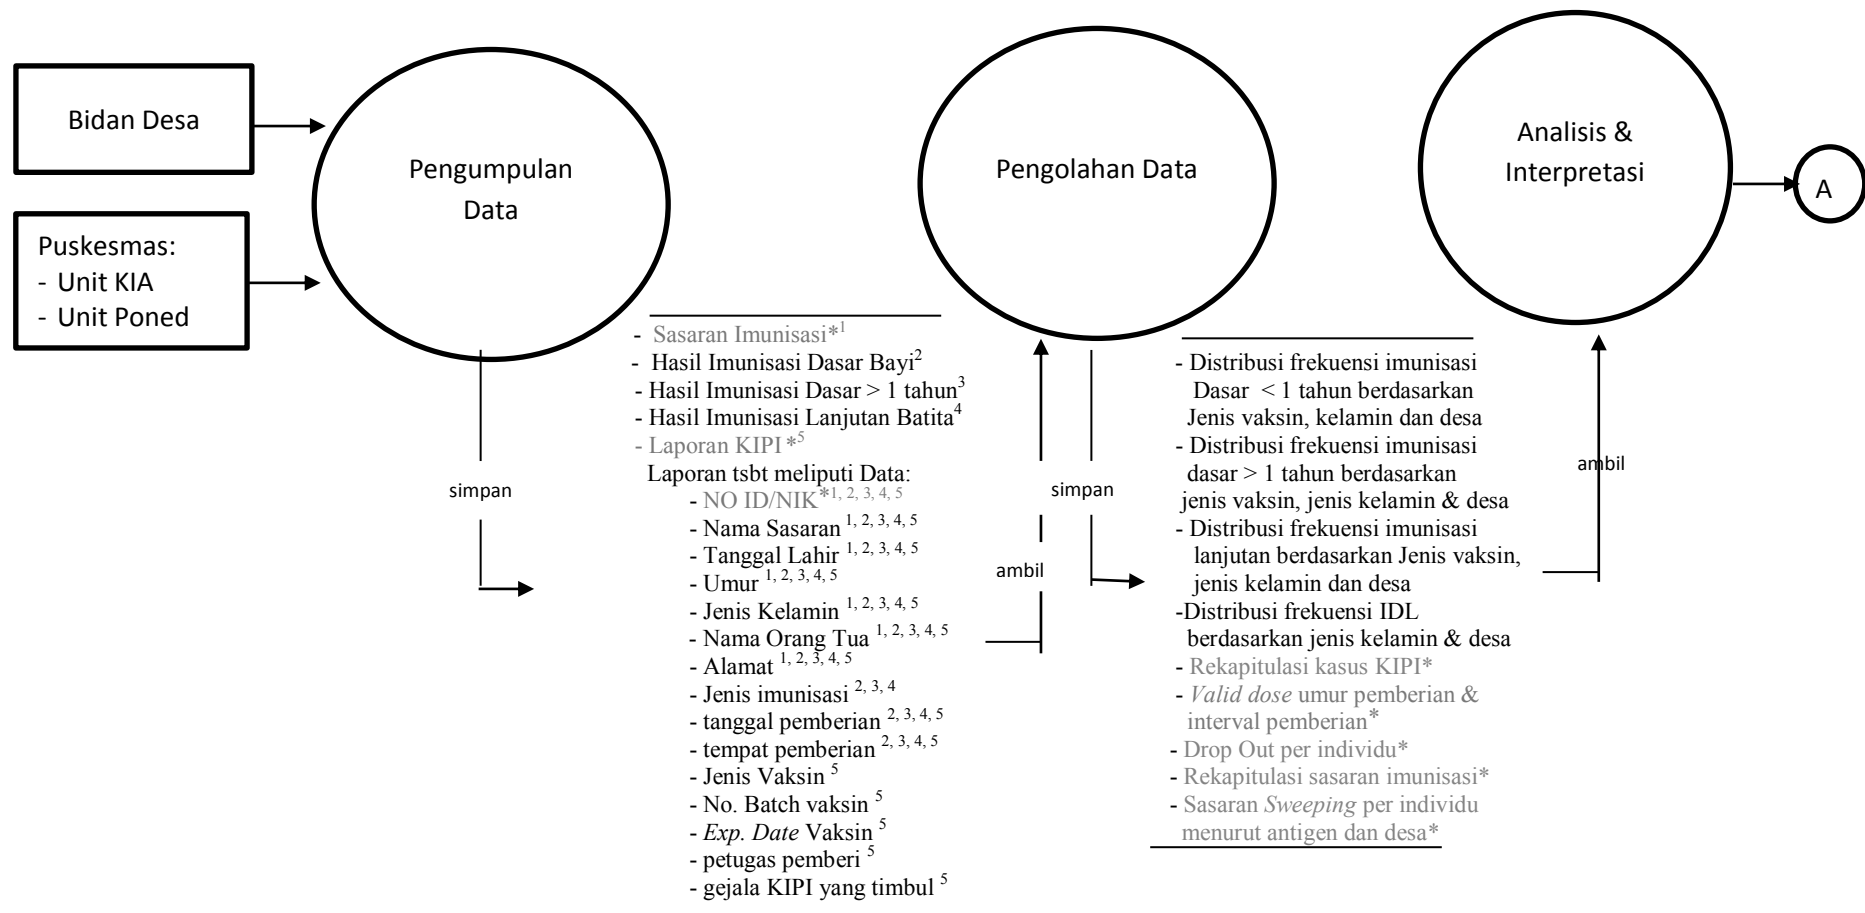 Bidan Desa
Puskesmas:
- Unit KIA
- Unit Poned
Pengumpulan
Data
simpan
- Sasaran Imunisasi*1
- Hasil Imunisasi Dasar Bayi2
- Hasil Imunisasi Dasar > 1 tahun3
- Hasil Imunisasi Lanjutan Batita4
- Laporan KIPI *5
Laporan tsbt meliputi Data:
- NO ID/NIK*1, 2, 3, 4, 5
- Nama Sasaran 1, 2, 3, 4, 5
- Tanggal Lahir 1, 2, 3, 4, 5
- Umur 1, 2, 3, 4, 5
- Jenis Kelamin 1, 2, 3, 4, 5
- Nama Orang Tua 1, 2, 3, 4, 5
- Alamat 1, 2, 3, 4, 5
- Jenis imunisasi 2, 3, 4
- tanggal pemberian 2, 3, 4, 5
- tempat pemberian 2, 3, 4, 5
- Jenis Vaksin 5
- No. Batch vaksin 5
- Exp. Date Vaksin 5
- petugas pemberi 5
- gejala KIPI yang timbul 5
ambil
Pengolahan Data
simpan
- Distribusi frekuensi imunisasi
Dasar < 1 tahun berdasarkan
Jenis vaksin, kelamin dan desa
- Distribusi frekuensi imunisasi
dasar > 1 tahun berdasarkan
jenis vaksin, jenis kelamin & desa
- Distribusi frekuensi imunisasi
lanjutan berdasarkan Jenis vaksin,
jenis kelamin dan desa
-Distribusi frekuensi IDL
berdasarkan jenis kelamin & desa
- Rekapitulasi kasus KIPI*
- Valid dose umur pemberian &
interval pemberian*
- Drop Out per individu*
- Rekapitulasi sasaran imunisasi*
- Sasaran Sweeping per individu
menurut antigen dan desa*
ambil
Analisis &
Interpretasi
A